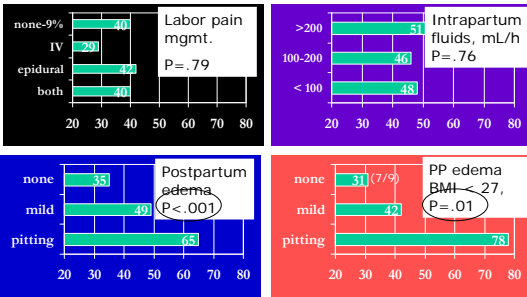 Labor pain
mgmt.
P=.79
none-9% 40
IV 29
epidural 42
both 40
20 30 40 50 60 70 80
Intrapartum
fluids, mL/h
P=.76
>200 51
100-200 46
< 100 48
20 30 40 50 60 70 80
Postpartum
edema
P<.001
none 35
mild 49
pitting 65
20 30 40 50 60 70 80
PP edema
BMI < 27,
P=.01
none 31 (7/9)
mild 42
pitting 78
20 30 40 50 60 70 80